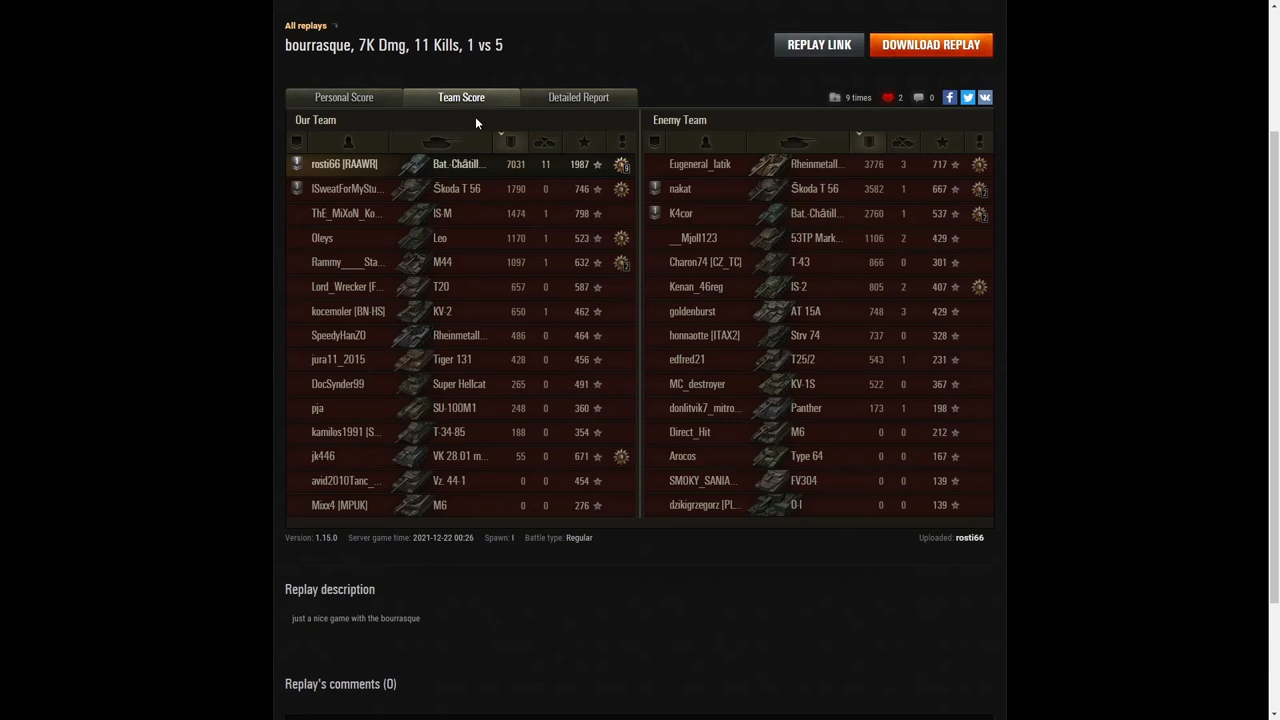 All replays
bourrasque, 7K Dmg, 11 Kills, 1 vs 5
REPLAY LINK
DOWNLOAD REPLAY
Personal Score
Team Score
Detailed Report
9 times
2
0
Our Team
rosti66 [RAAWR] Bat.-Châtill... 7031 11 1987
ISweatForMyStu... Škoda T 56 1790 0 746
ThE_MiXoN_Ko... IS-M 1474 1 798
Oleys Leo 1170 1 523
Rammy____Sta... M44 1097 1 632
Lord_Wrecker [F... T20 657 0 587
kocemoler [BN-HS] KV-2 650 1 462
SpeedyHanZ0 Rheinmetall... 486 0 464
jura11_2015 Tiger 131 428 0 456
DocSynder99 Super Hellcat 265 0 491
pja SU-100M1 248 0 360
kamilos1991 [S... T-34-85 188 0 354
jk446 VK 28.01 m... 55 0 671
avid2010Tanc_... Vz. 44-1 0 0 454
Mixx4 [MPUK] M6 0 0 276
Enemy Team
Eugeneral_latik Rheinmetall... 3776 3 717
nakat Škoda T 56 3582 1 667
K4cor Bat.-Châtill... 2760 1 537
__Mjoll123 53TP Mark... 1106 2 429
Charon74 [CZ_TC] T-43 866 0 301
Kenan_46reg IS-2 805 2 407
goldenburst AT 15A 748 3 429
honnaotte [ITAX2] Strv 74 737 0 328
edfred21 T25/2 543 1 231
MC_destroyer KV-1S 522 0 367
donlitvik7_mitro... Panther 173 1 198
Direct_Hit M6 0 0 212
Arocos Type 64 0 0 167
SMOKY_SANIA... FV304 0 0 139
dzikigrzegorz [PL... O-I 0 0 139
Version: 1.15.0 Server game time: 2021-12-22 00:26 Spawn: I Battle type: Regular
Uploaded: rosti66
Replay description
just a nice game with the bourrasque
Replay's comments (0)